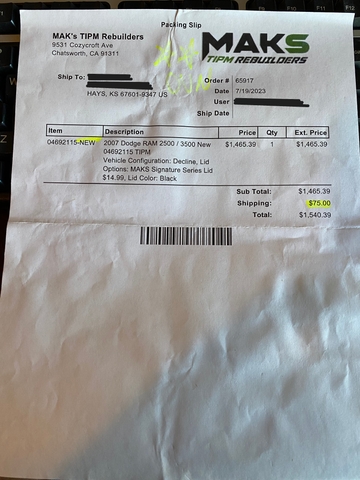 Packing Slip
MAK's TIPM Rebuilders
9531 Cozycroft Ave
Chatsworth, CA 91311
MAKS
TIPM REBUILDERS
Ship To:
HAYS, KS 67601-9347 US
Order # 65917
Date 7/19/2023
User
Ship Date
Item Description Price Qty Ext. Price
04692115-NEW 2007 Dodge RAM 2500 / 3500 New $1,465.39 1 $1,465.39
04692115 TIPM
Vehicle Configuration: Decline, Lid
Options: MAKS Signature Series Lid
$14.99, Lid Color: Black
Sub Total: $1,465.39
Shipping: $75.00
Total: $1,540.39